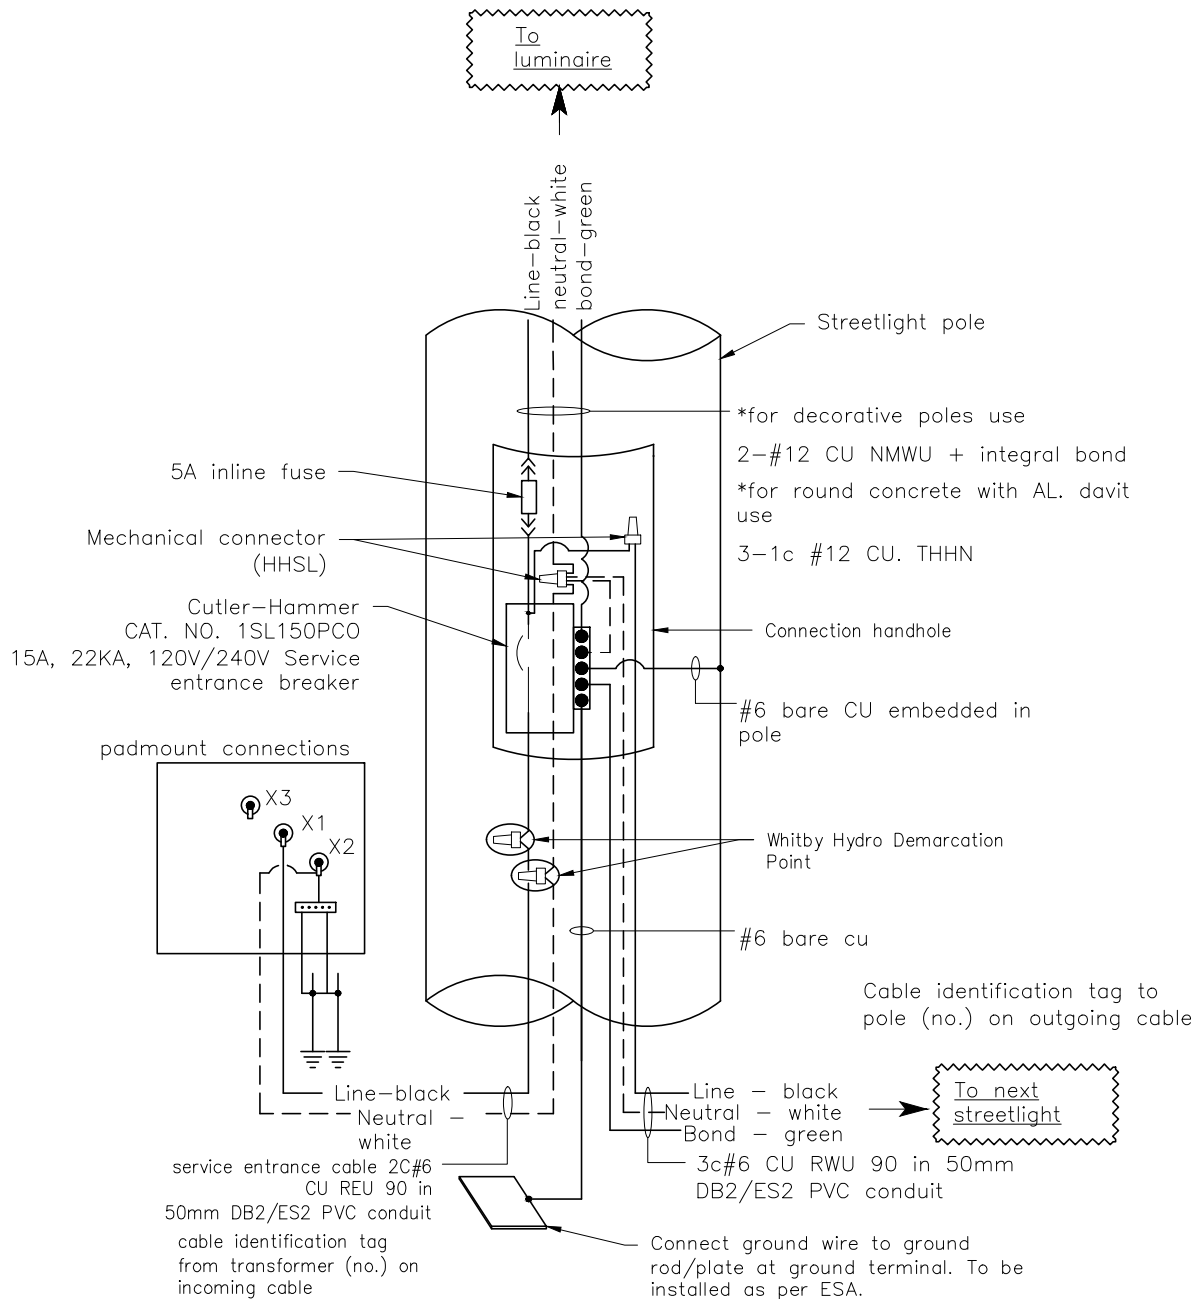 To
luminaire
Line-black
neutral-white
bond-green
Streetlight pole
*for decorative poles use
2-#12 CU NMWU + integral bond
*for round concrete with AL. davit
use
3-1c #12 CU. THHN
5A inline fuse
Mechanical connector
(HHSL)
Cutler-Hammer
CAT. NO. 1SL150PCO
15A, 22KA, 120V/240V Service
entrance breaker
Connection handhole
#6 bare CU embedded in
pole
padmount connections
X3
X1
X2
Whitby Hydro Demarcation
Point
#6 bare cu
Cable identification tag to
pole (no.) on outgoing cable
Line-black
Neutral -
white
Line - black
Neutral - white
Bond - green
To next
streetlight
service entrance cable 2C#6
CU REU 90 in
50mm DB2/ES2 PVC conduit
3c#6 CU RWU 90 in 50mm
DB2/ES2 PVC conduit
cable identification tag
from transformer (no.) on
incoming cable
Connect ground wire to ground
rod/plate at ground terminal. To be
installed as per ESA.